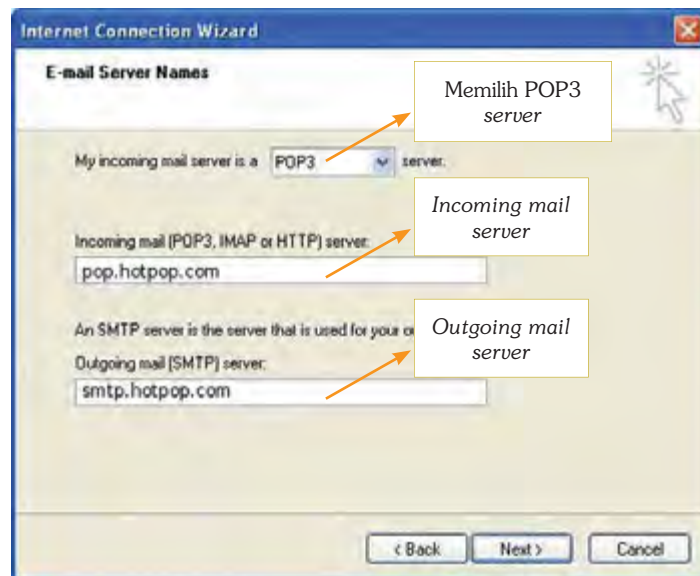 Internet Connection Wizard
E-mail Server Names
Memilih POP3
server
My incoming mail server is a POP3 server.
Incoming mail
server
Incoming mail (POP3, IMAP or HTTP) server:
pop.hotpop.com
An SMTP server is the server that is used for your
Outgoing mail
server
Outgoing mail (SMTP) server:
smtp.hotpop.com
< Back Next > Cancel